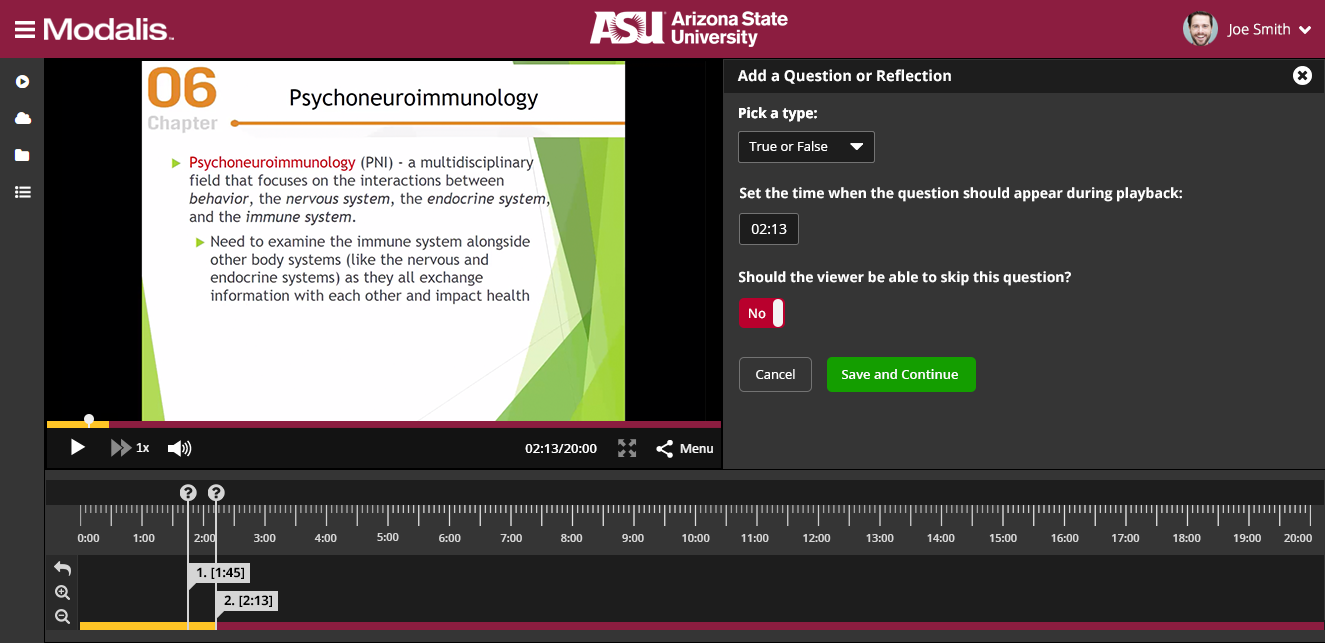 Modalis™
ASU Arizona State
University
Joe Smith
06
Chapter
Psychoneuroimmunology
Psychoneuroimmunology (PNI) - a multidisciplinary
field that focuses on the interactions between
behavior, the nervous system, the endocrine system,
and the immune system.
Need to examine the immune system alongside
other body systems (like the nervous and
endocrine systems) as they all exchange
information with each other and impact health
1x
02:13/20:00
Menu
Add a Question or Reflection
Pick a type:
True or False
Set the time when the question should appear during playback:
02:13
Should the viewer be able to skip this question?
No
Cancel
Save and Continue
? ?
0:00 1:00 2:00 3:00 4:00 5:00 6:00 7:00 8:00 9:00 10:00 11:00 12:00 13:00 14:00 15:00 16:00 17:00 18:00 19:00 20:00
1. [1:45]
2. [2:13]